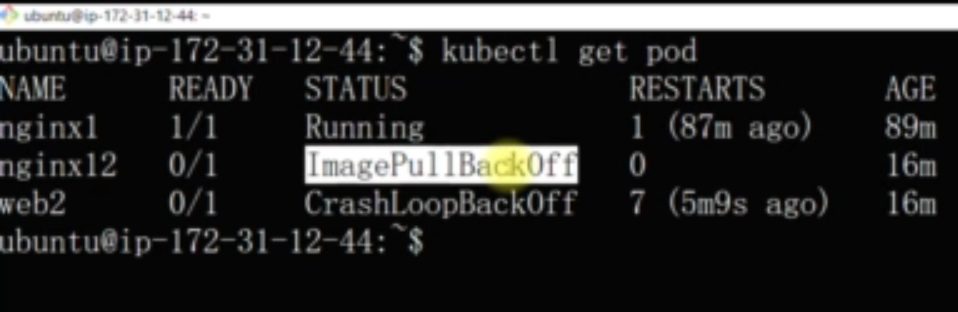 ubuntu@ip-172-31-12-44: ~
ubuntu@ip-172-31-12-44:~$ kubectl get pod
NAME READY STATUS RESTARTS AGE
nginx1 1/1 Running 1 (87m ago) 89m
nginx12 0/1 ImagePullBackOff 0 16m
web2 0/1 CrashLoopBackOff 7 (5m9s ago) 16m
ubuntu@ip-172-31-12-44:~$